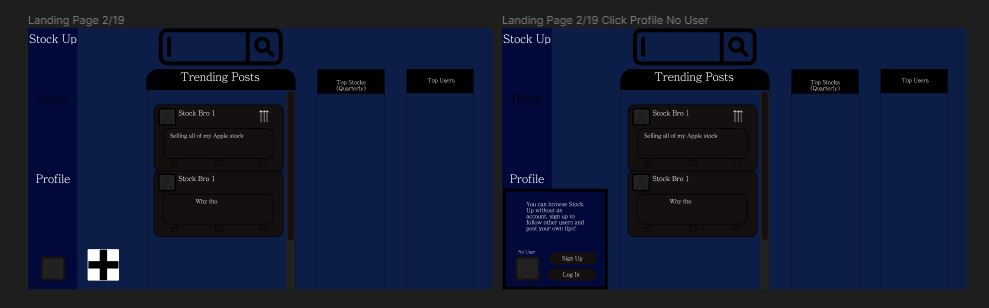 Landing Page 2/19
Stock Up
Trending Posts
Top Stocks
(Quarterly)
Top Users
Home
Stock Bro 1
Selling all of my Apple stock
Profile
Stock Bro 1
Why tho
Landing Page 2/19 Click Profile No User
Stock Up
Trending Posts
Top Stocks
(Quarterly)
Top Users
Home
Stock Bro 1
Selling all of my Apple stock
Profile
Stock Bro 1
Why tho
You can browse Stock
Up without an
account, sign up to
follow other users and
post your own tips!
No User
Sign Up
Log In